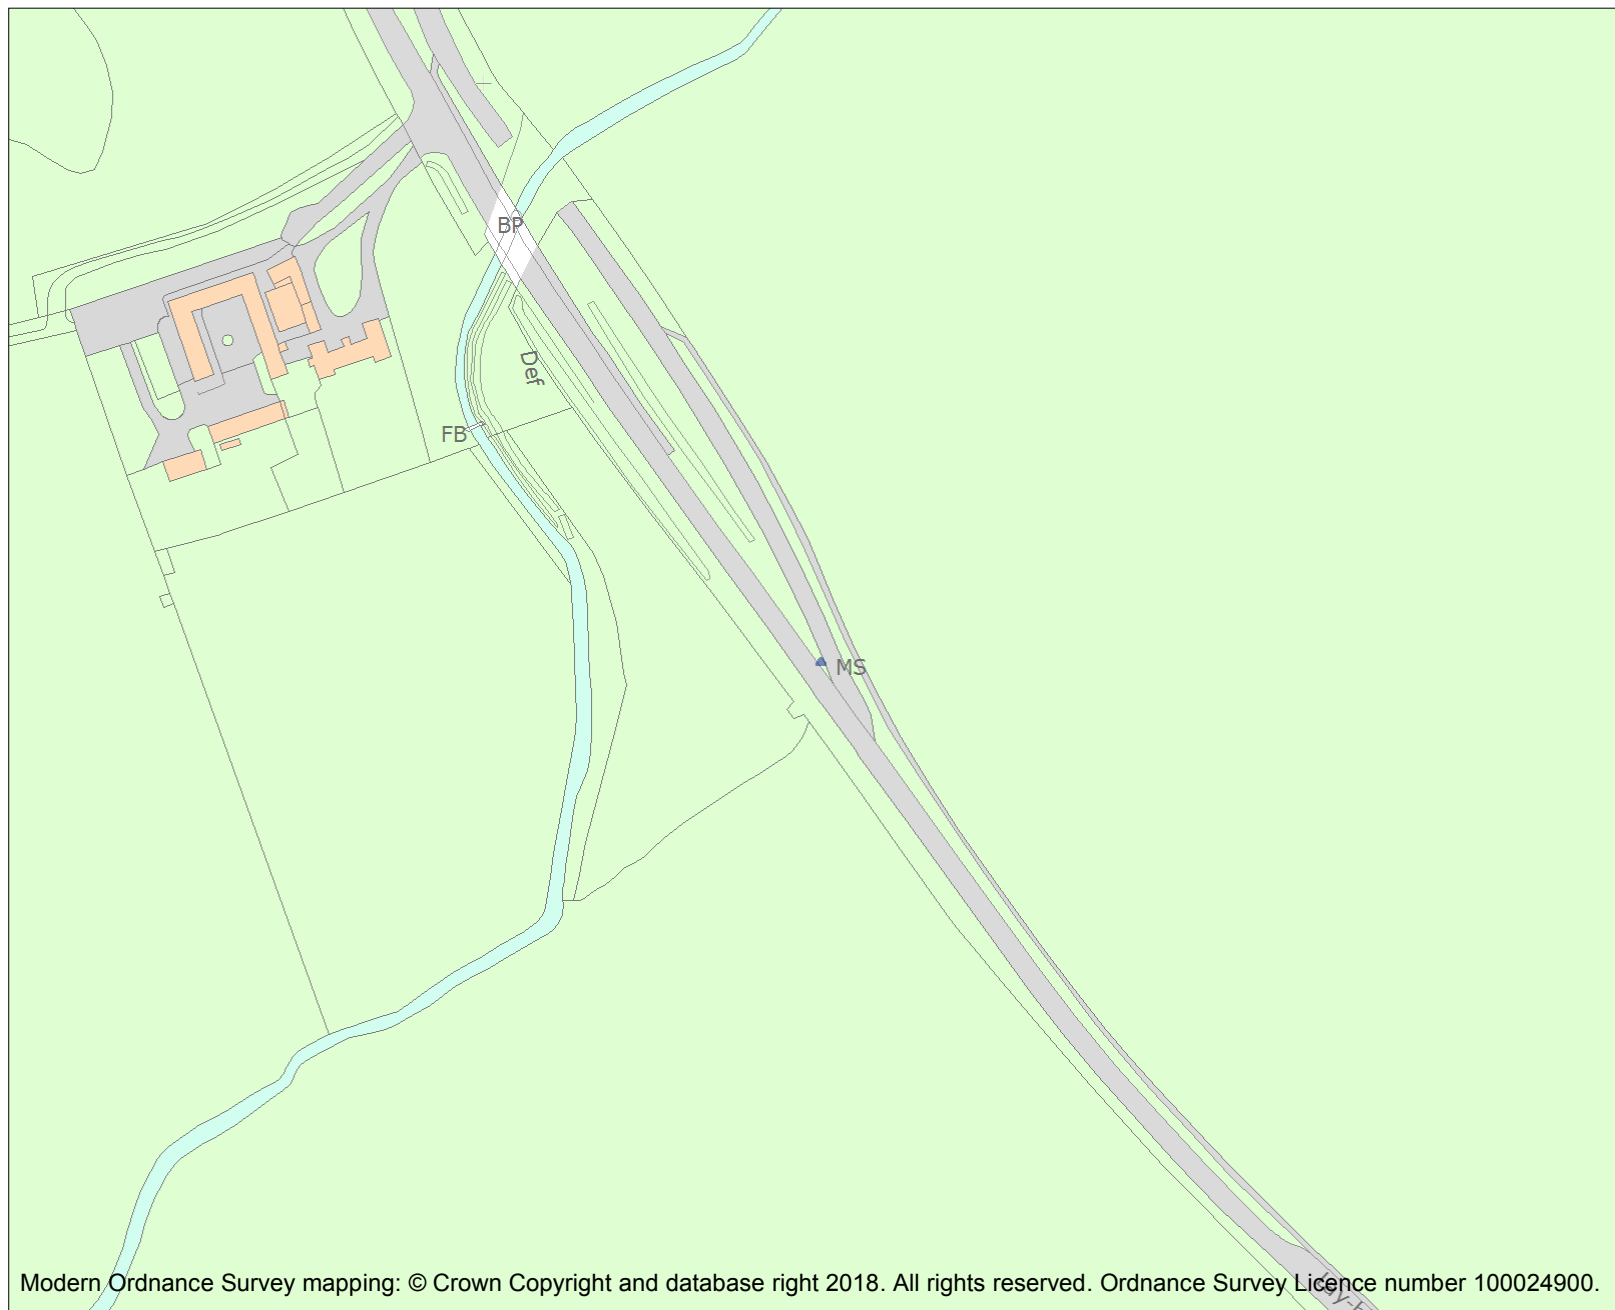 BP
Def
FB
MS
Modern Ordnance Survey mapping: © Crown Copyright and database right 2018. All rights reserved. Ordnance Survey Licence number 100024900.